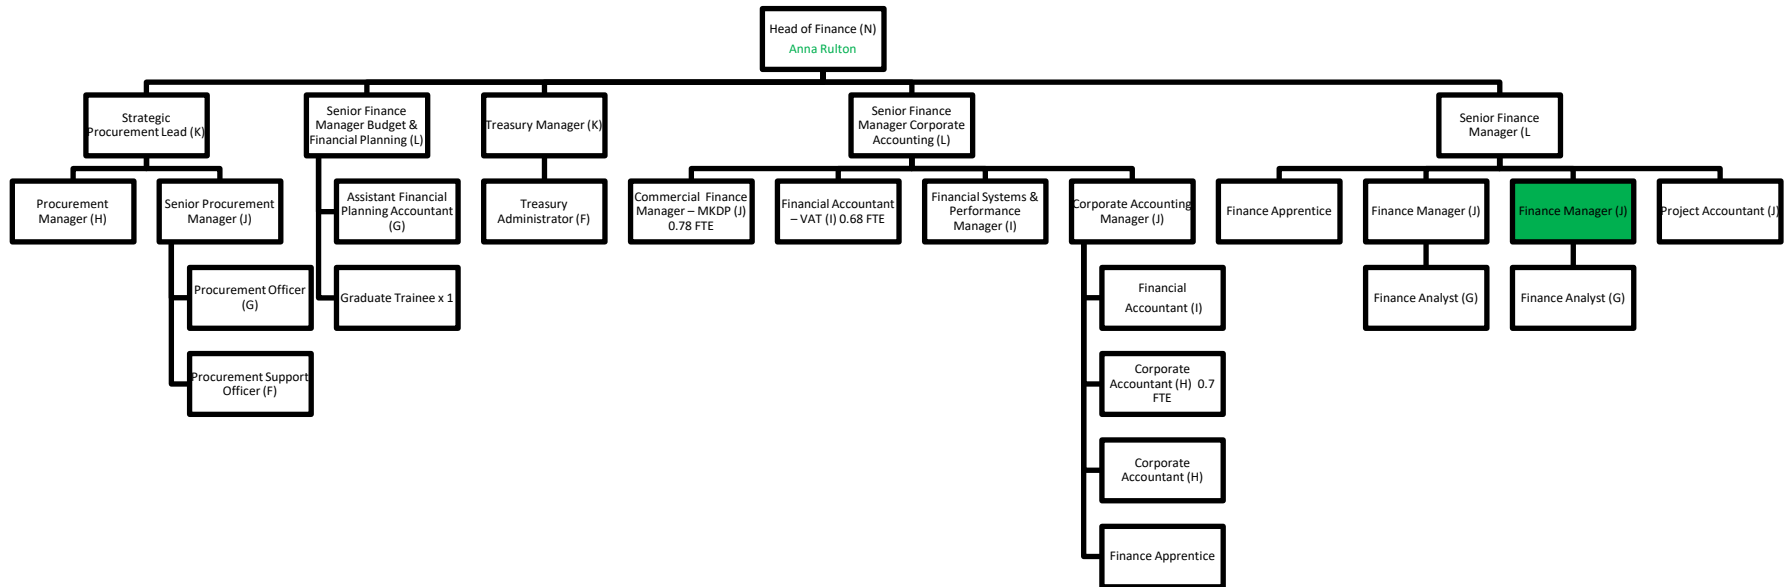 Head of Finance (N)
Anna Rulton
Strategic
Procurement Lead (K)
Senior Finance
Manager Budget &
Financial Planning (L)
Treasury Manager (K)
Senior Finance
Manager Corporate
Accounting (L)
Senior Finance
Manager (L
Procurement
Manager (H)
Senior Procurement
Manager (J)
Assistant Financial
Planning Accountant
(G)
Treasury
Administrator (F)
Commercial Finance
Manager – MKDP (J)
0.78 FTE
Financial Accountant
– VAT (I) 0.68 FTE
Financial Systems &
Performance
Manager (I)
Corporate Accounting
Manager (J)
Finance Apprentice
Finance Manager (J)
Finance Manager (J)
Project Accountant (J)
Procurement Officer
(G)
Graduate Trainee x 1
Financial
Accountant (I)
Finance Analyst (G)
Finance Analyst (G)
Procurement Support
Officer (F)
Corporate
Accountant (H) 0.7
FTE
Corporate
Accountant (H)
Finance Apprentice